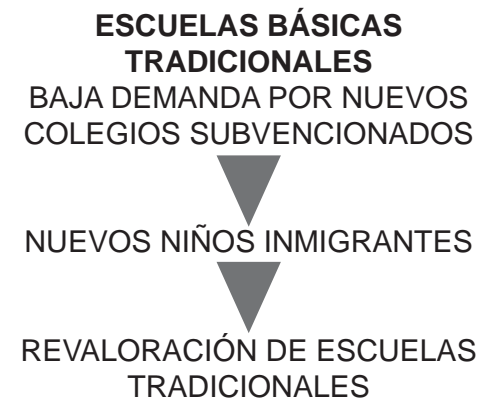 ESCUELAS BÁSICAS
TRADICIONALES
BAJA DEMANDA POR NUEVOS
COLEGIOS SUBVENCIONADOS
NUEVOS NIÑOS INMIGRANTES
REVALORACIÓN DE ESCUELAS
TRADICIONALES